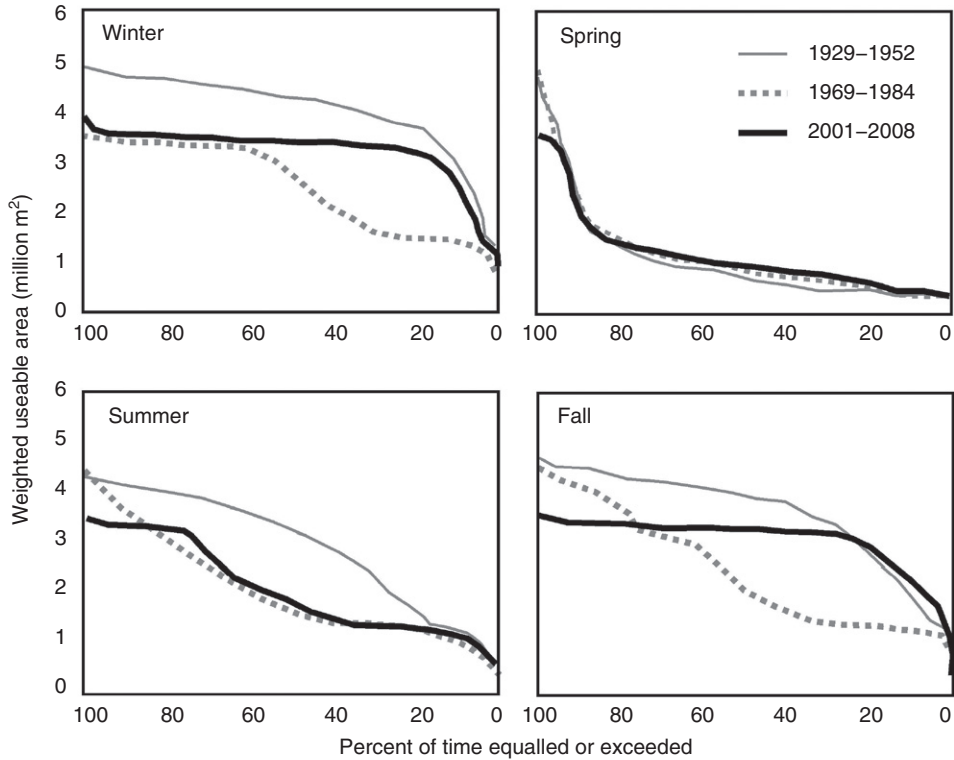 6
5
4
3
2
1
0
Winter
100 80 60 40 20 0
Spring
1929–1952
1969–1984
2001–2008
100 80 60 40 20 0
Weighted useable area (million m²)
6
5
4
3
2
1
0
Summer
100 80 60 40 20 0
Fall
100 80 60 40 20 0
Percent of time equalled or exceeded